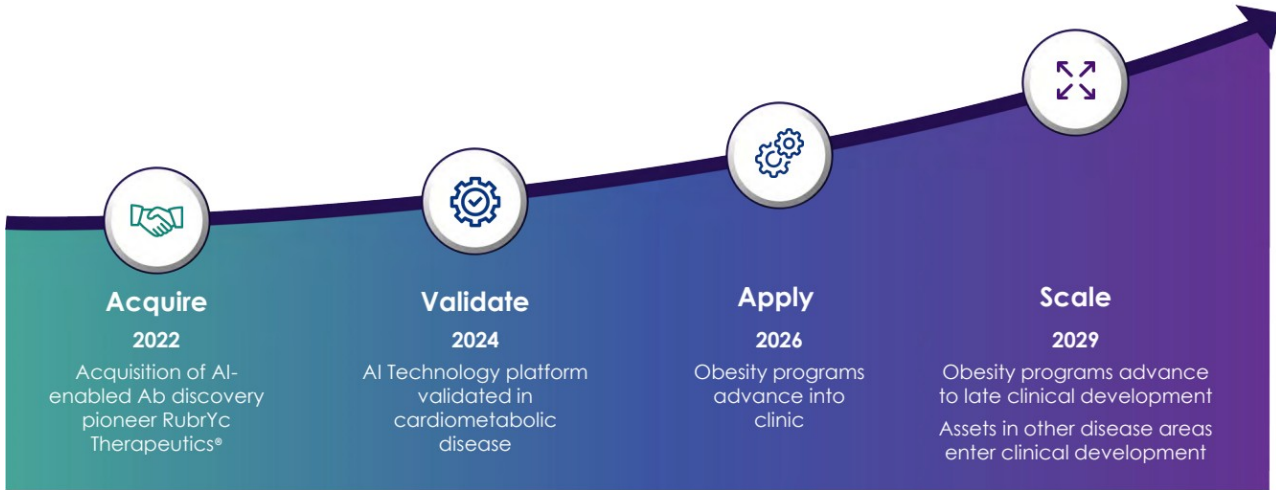 Acquire
2022
Acquisition of AI-
enabled Ab discovery
pioneer RubrYc
Therapeutics®
Validate
2024
AI Technology platform
validated in
cardiometabolic
disease
Apply
2026
Obesity programs
advance into
clinic
Scale
2029
Obesity programs advance
to late clinical development
Assets in other disease areas
enter clinical development